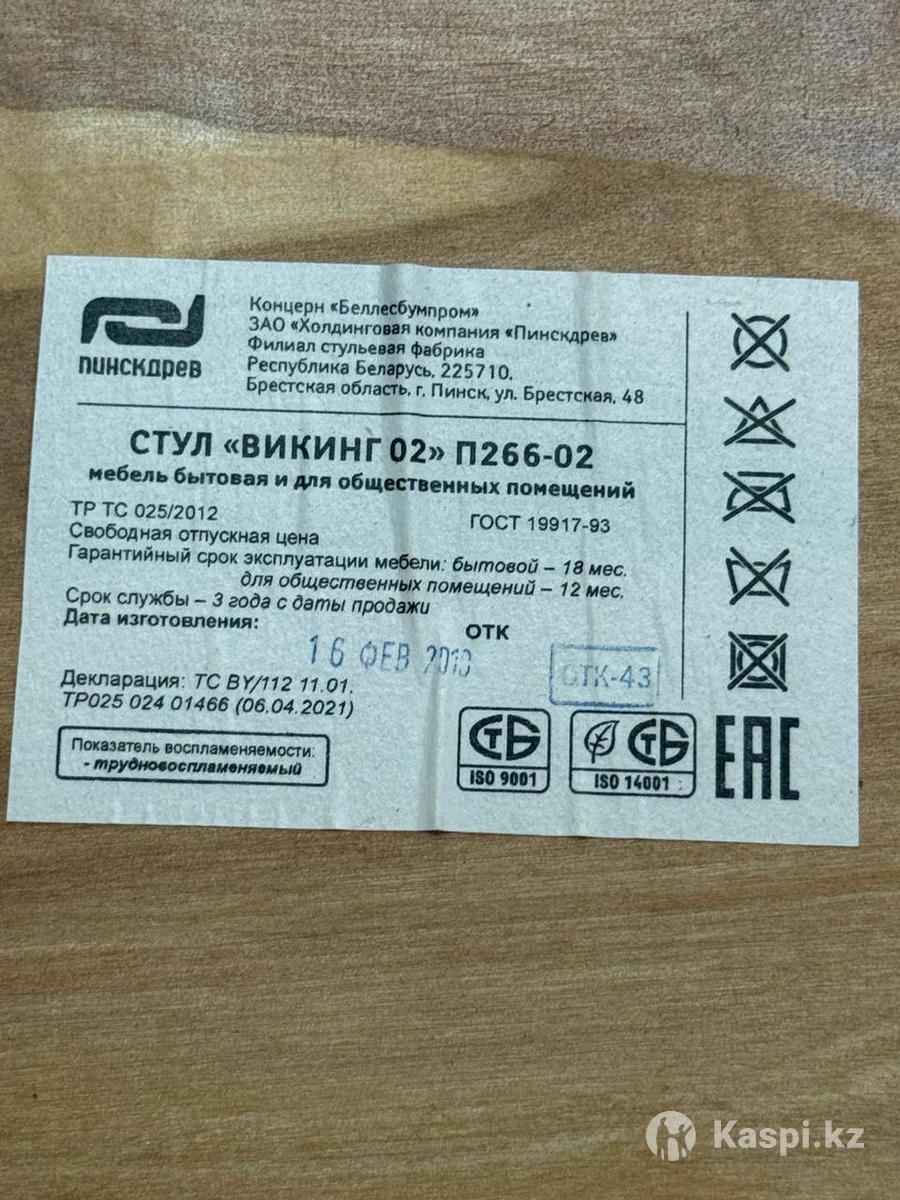 ПИНСКДРЕВ
Концерн «Беллесбумпром»
ЗАО «Холдинговая компания «Пинскдрев»
Филиал стульевая фабрика
Республика Беларусь, 225710,
Брестская область, г. Пинск, ул. Брестская, 48
СТУЛ «ВИКИНГ 02» П266-02
мебель бытовая и для общественных помещений
ТР ТС 025/2012
ГОСТ 19917-93
Свободная отпускная цена
Гарантийный срок эксплуатации мебели: бытовой – 18 мес.
для общественных помещений – 12 мес.
Срок службы – 3 года с даты продажи
Дата изготовления:
ОТК
16 ФЕВ
СТК-43
Декларация: ТС BY/112 11.01.
ТР025 024 01466 (06.04.2021)
Показатель воспламеняемости:
- трудновоспламеняемый
СТБ
ISO 9001
СТБ
ISO 14001
EAC
Kaspi.kz